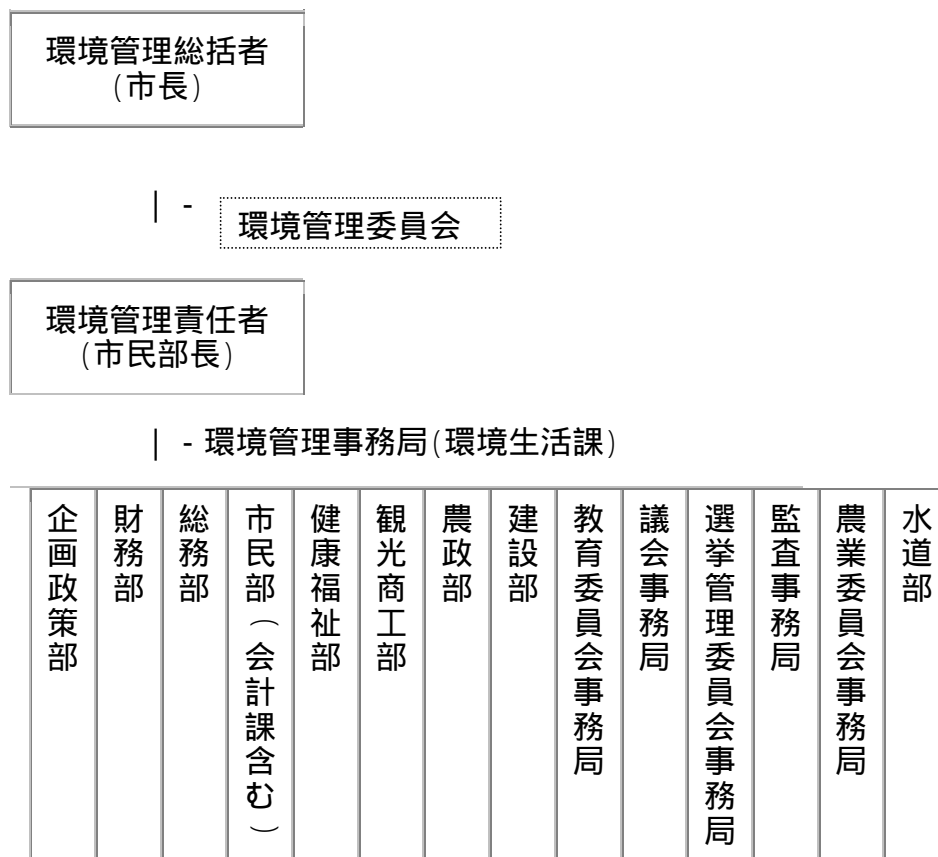 環境管理総括者
(市長)
| - 環境管理委員会
環境管理責任者
(市民部長)
| - 環境管理事務局(環境生活課)
企画政策部
財務部
総務部
市民部(会計課含む)
健康福祉部
観光商工部
農政部
建設部
教育委員会事務局
議会事務局
選挙管理委員会事務局
監査事務局
農業委員会事務局
水道部